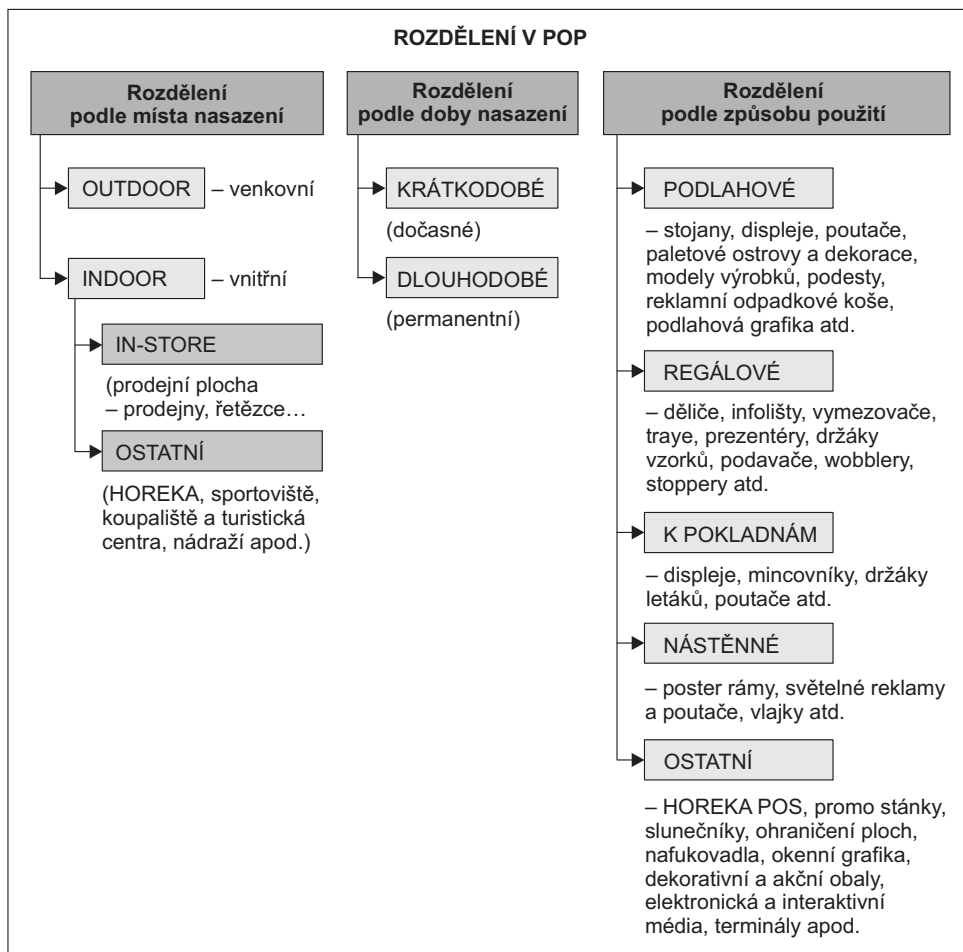 ROZDĚLENÍ V POP
Rozdělení
podle místa nasazení
OUTDOOR – venkovní
INDOOR – vnitřní
IN-STORE
(prodejní plocha
– prodejny, řetězce…
OSTATNÍ
(HOREKA, sportoviště,
koupaliště a turistická
centra, nádraží apod.)
Rozdělení
podle doby nasazení
KRÁTKODOBÉ
(dočasné)
DLOUHODOBÉ
(permanentní)
Rozdělení
podle způsobu použití
PODLAHOVÉ
– stojany, displeje, poutače,
paletové ostrovy a dekorace,
modely výrobků, podesty,
reklamní odpadkové koše,
podlahová grafika atd.
REGÁLOVÉ
– děliče, infolišty, vymezovače,
traye, prezentéry, držáky
vzorků, podavače, wobblery,
stoppery atd.
K POKLADNÁM
– displeje, mincovníky, držáky
letáků, poutače atd.
NÁSTĚNNÉ
– poster rámy, světelné reklamy
a poutače, vlajky atd.
OSTATNÍ
– HOREKA POS, promo stánky,
slunečníky, ohraničení ploch,
nafukovadla, okenní grafika,
dekorativní a akční obaly,
elektronická a interaktivní
média, terminály apod.